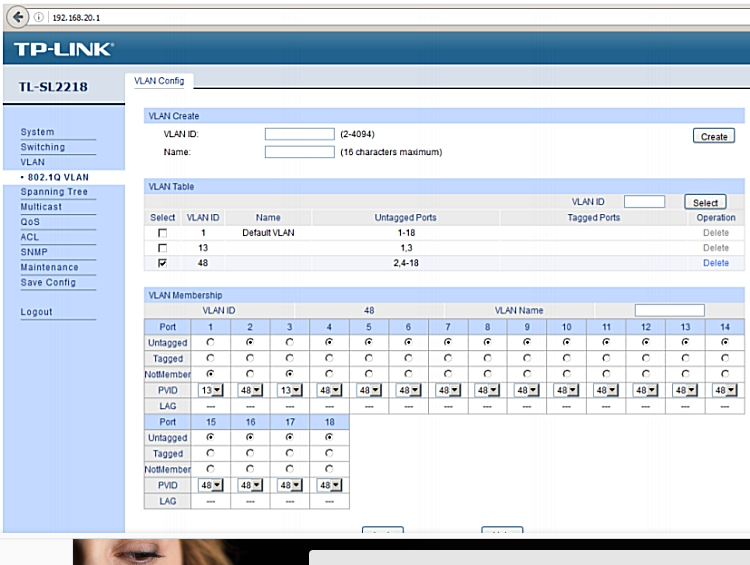 192.168.20.1
TP-LINK®
TL-SL2218
VLAN Config
System
Switching
VLAN
• 802.1Q VLAN
Spanning Tree
Multicast
QoS
ACL
SNMP
Maintenance
Save Config
Logout
VLAN Create
VLAN ID: (2-4094) Create
Name: (16 characters maximum)
VLAN Table
VLAN ID Select
Select VLAN ID Name Untagged Ports Tagged Ports Operation
1 Default VLAN 1-18 Delete
13 1,3 Delete
48 2,4-18 Delete
VLAN Membership
VLAN ID 48 VLAN Name
Port 1 2 3 4 5 6 7 8 9 10 11 12 13 14
Untagged
Tagged
NotMember
PVID 13 48 13 48 48 48 48 48 48 48 48 48 48 48
LAG --- --- --- --- --- --- --- --- --- --- --- --- --- ---
Port 15 16 17 18
Untagged
Tagged
NotMember
PVID 48 48 48 48
LAG --- --- --- ---